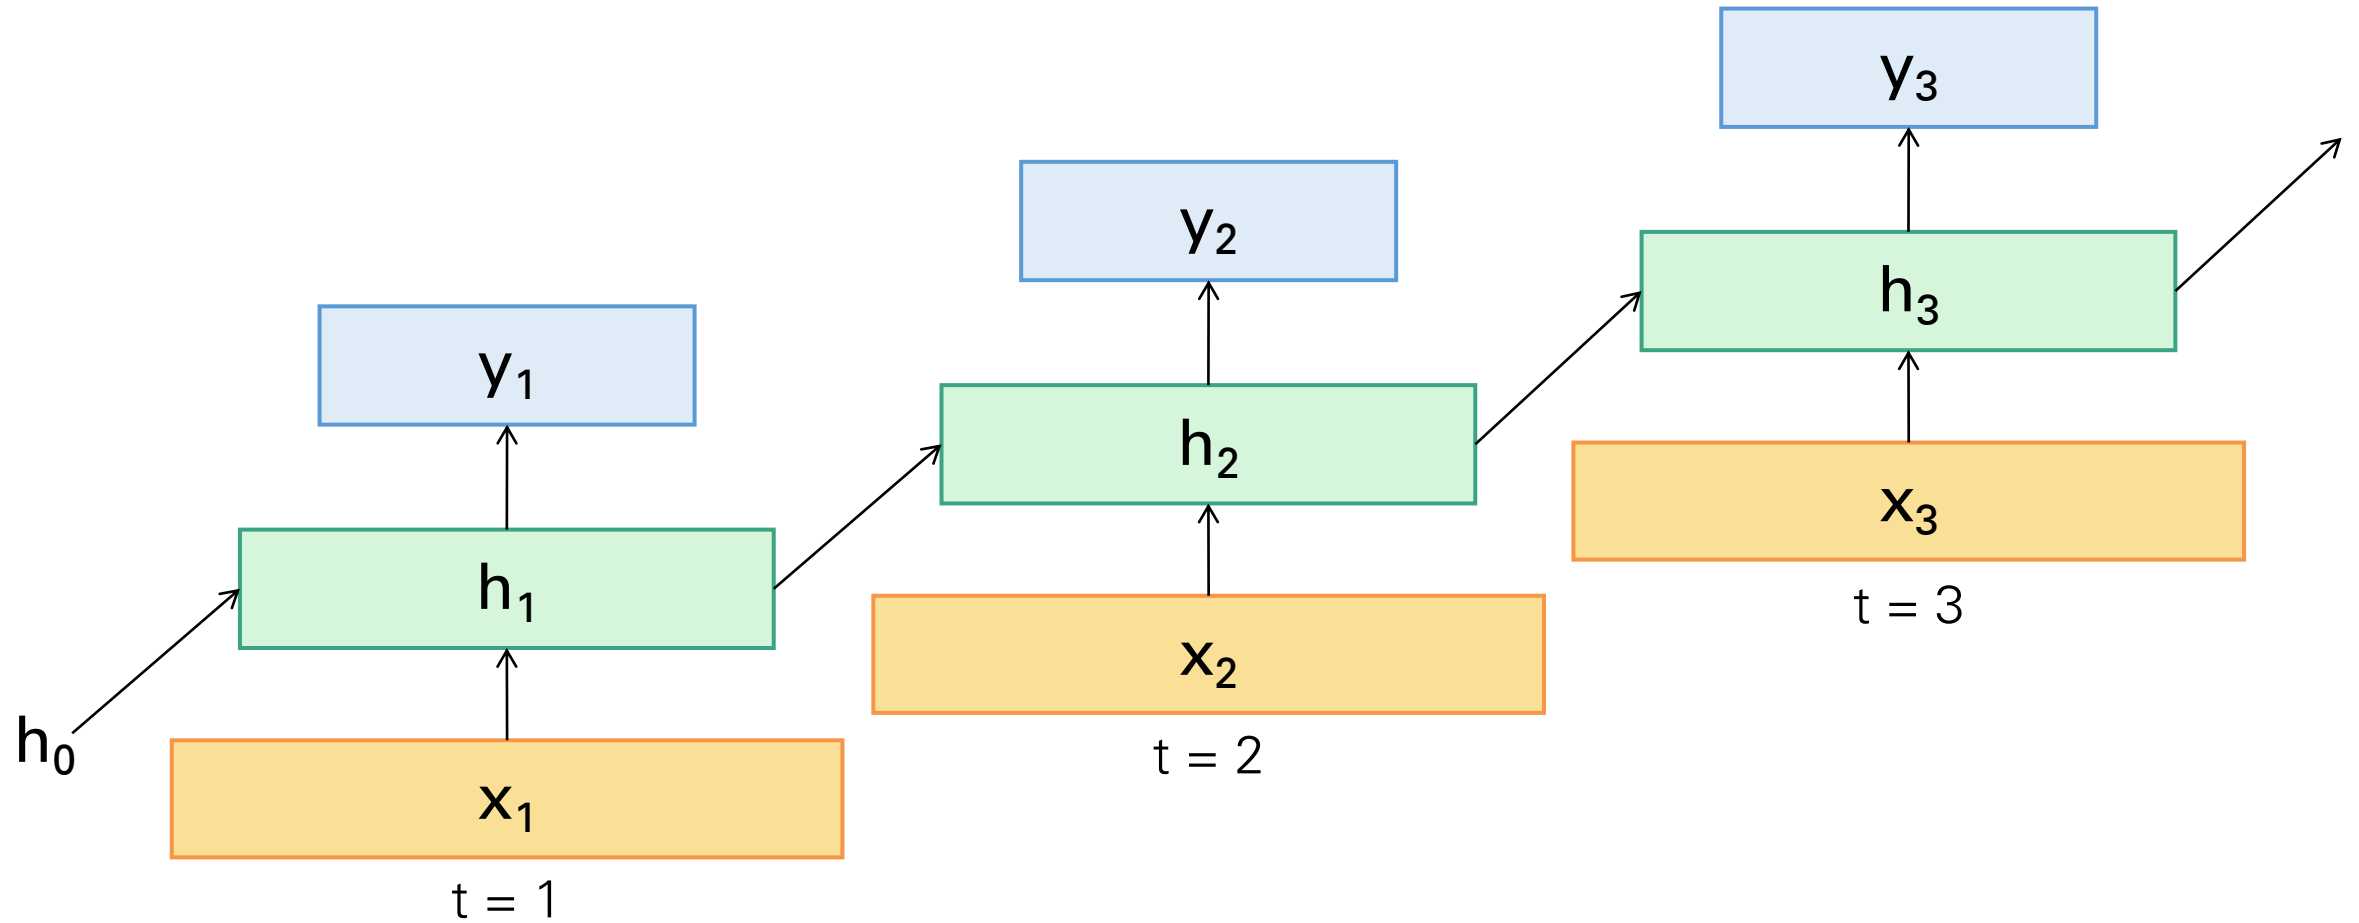 y₁
h₁
h₀
x₁
t = 1
y₂
h₂
x₂
t = 2
y₃
h₃
x₃
t = 3